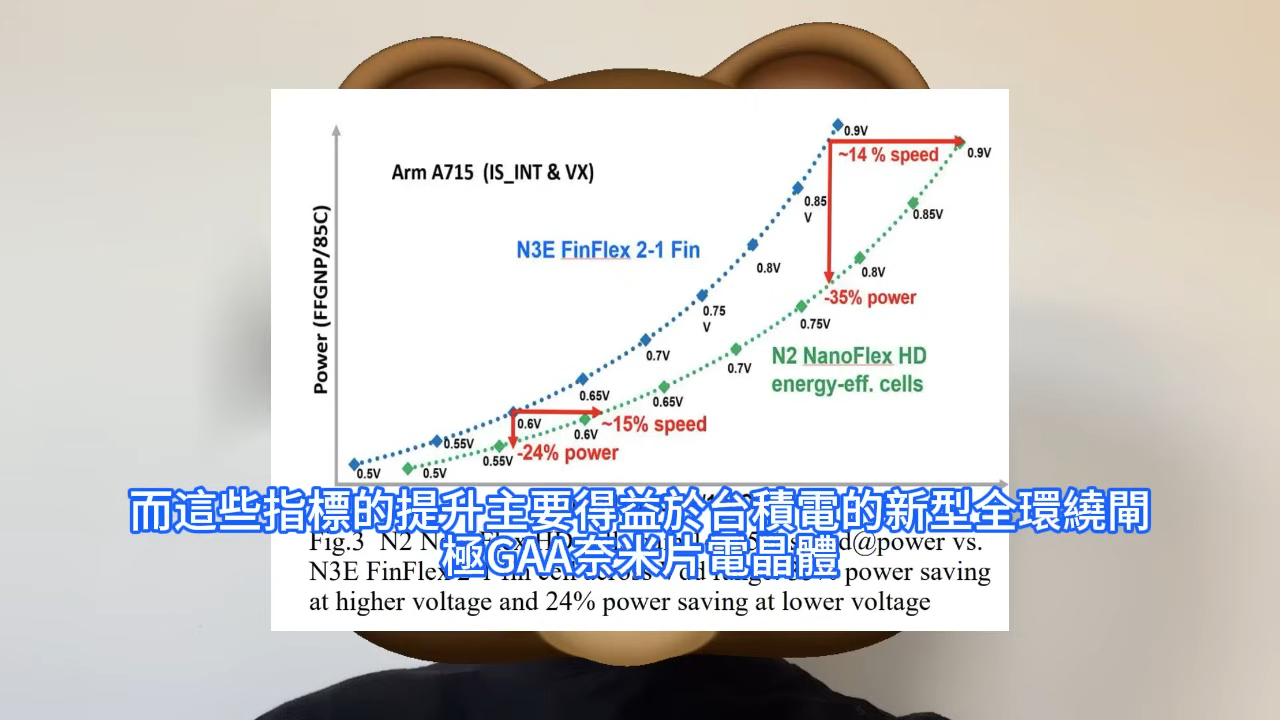 0.9V
~14 % speed
0.9V
Arm A715 (IS_INT & VX)
0.85
V
0.85V
N3E FinFlex 2-1 Fin
0.8V
0.8V
-35% power
0.75
V
0.75V
Power (FFGNP/85C)
0.7V
0.7V
N2 NanoFlex HD
energy-eff. cells
0.65V
0.65V
0.6V
~15% speed
0.6V
0.55V
-24% power
0.55V
0.5V
0.5V
而這些指標的提升主要得益於台積電的新型全環繞閘
極GAA奈米片電晶體
Fig.3 N2 HD d@power vs.
N3E FinFlex power saving
at higher voltage and 24% power saving at lower voltage